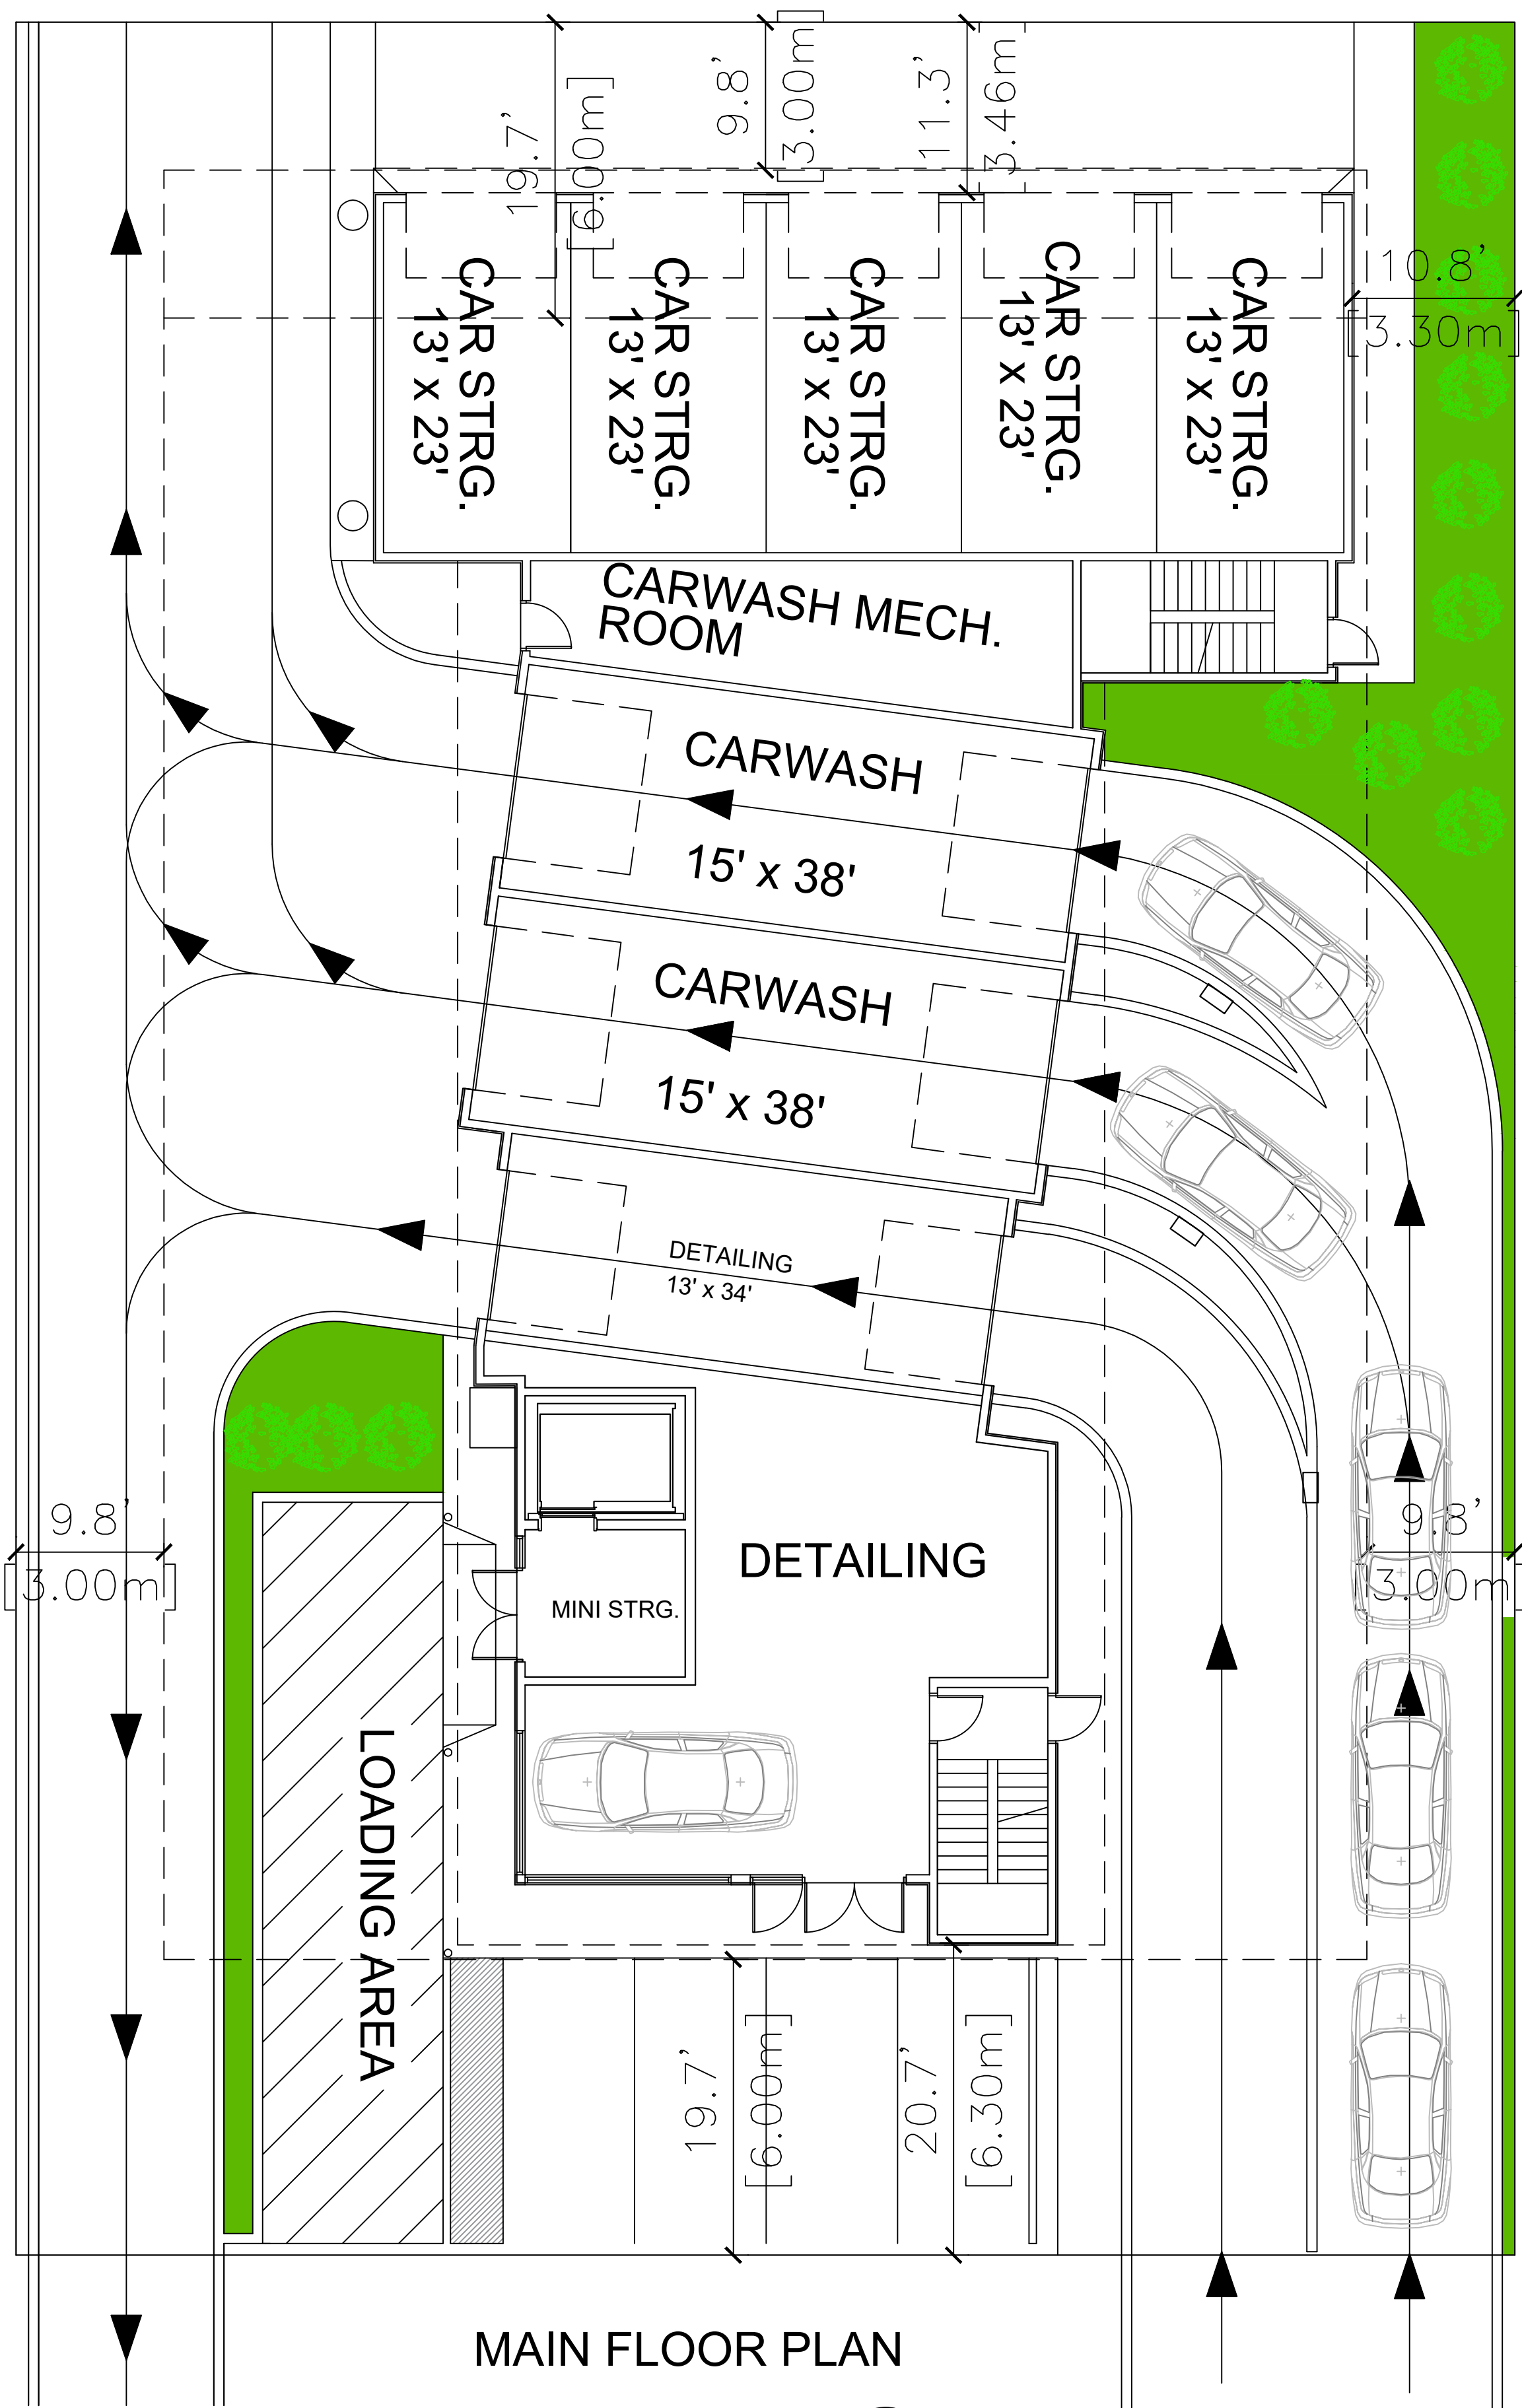 19.7'
[6.00m]
9.8'
[3.00m]
11.3'
[3.46m]
CAR STRG.
13' x 23'
CAR STRG.
13' x 23'
CAR STRG.
13' x 23'
CAR STRG.
13' x 23'
CAR STRG.
13' x 23'
10.8'
[3.30m]
CARWASH MECH.
ROOM
CARWASH
15' x 38'
CARWASH
15' x 38'
DETAILING
13' x 34'
9.8'
[3.00m]
DETAILING
MINI STRG.
9.8'
[3.00m]
LOADING AREA
19.7'
[6.00m]
20.7'
[6.30m]
MAIN FLOOR PLAN